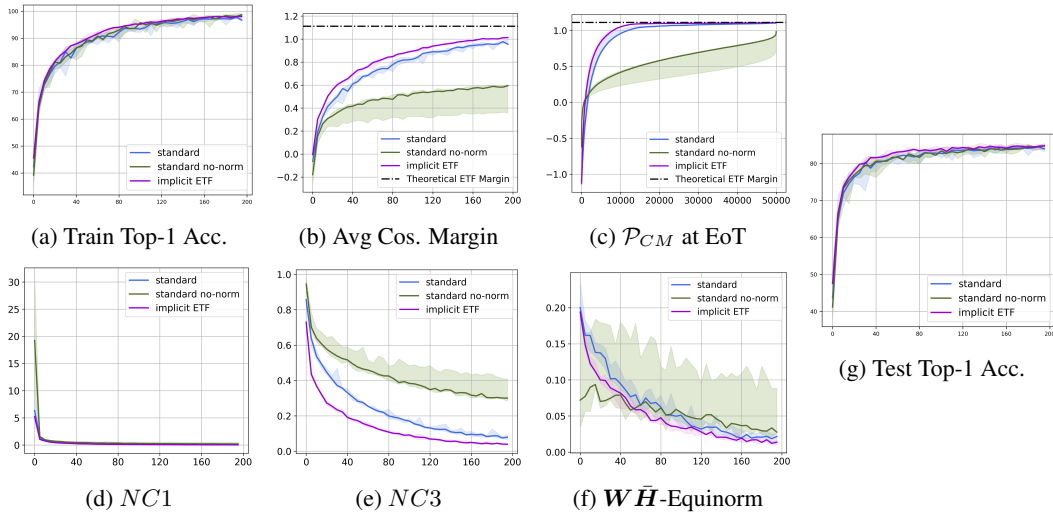 100
90
80
70
60
50
40
0
40
80
120
160
200
standard
standard no-norm
implicit ETF
(a) Train Top-1 Acc.
1.2
1.0
0.8
0.6
0.4
0.2
0.0
−0.2
0
40
80
120
160
200
standard
standard no-norm
implicit ETF
Theoretical ETF Margin
(b) Avg Cos. Margin
1.0
0.5
0.0
−0.5
−1.0
0
10000
20000
30000
40000
50000
standard
standard no-norm
implicit ETF
Theoretical ETF Margin
(c) 𝒫CM at EoT
30
25
20
15
10
5
0
0
40
80
120
160
200
standard
standard no-norm
implicit ETF
(d) NC1
1.0
0.8
0.6
0.4
0.2
0.0
0
40
80
120
160
200
standard
standard no-norm
implicit ETF
(e) NC3
0.25
0.20
0.15
0.10
0.05
0.00
0
40
80
120
160
200
standard
standard no-norm
implicit ETF
(f) WH̄-Equinorm
80
70
60
50
40
0
40
80
120
160
200
standard
standard no-norm
implicit ETF
(g) Test Top-1 Acc.